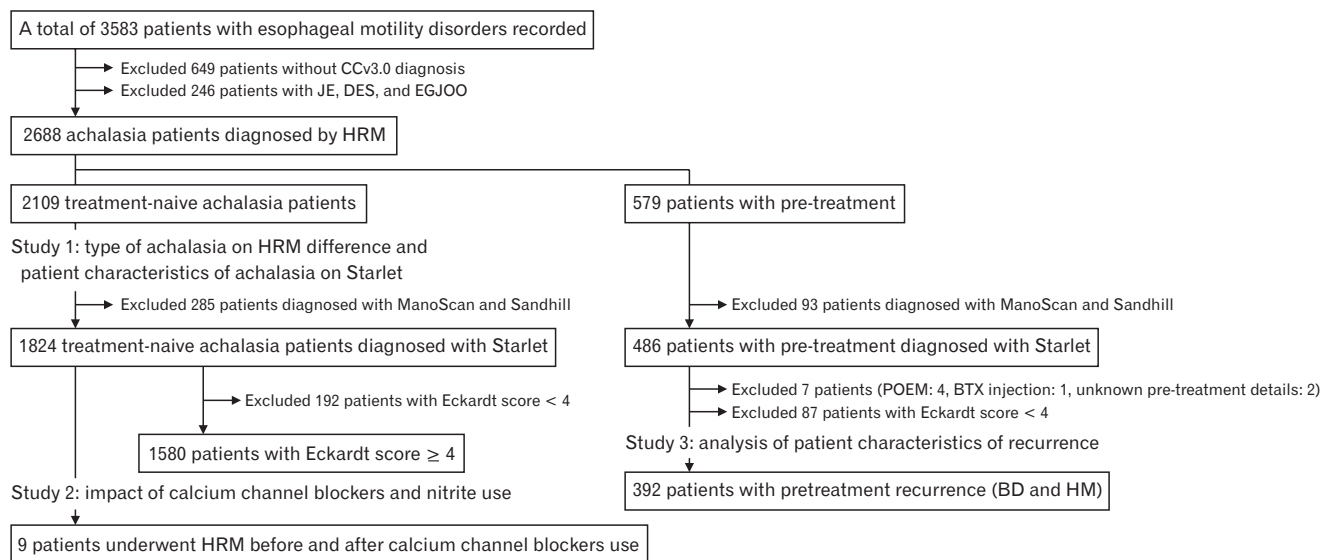 A total of 3583 patients with esophageal motility disorders recorded
Excluded 649 patients without CCv3.0 diagnosis
Excluded 246 patients with JE, DES, and EGJOO
2688 achalasia patients diagnosed by HRM
2109 treatment-naive achalasia patients
579 patients with pre-treatment
Study 1: type of achalasia on HRM difference and
patient characteristics of achalasia on Starlet
Excluded 285 patients diagnosed with ManoScan and Sandhill
Excluded 93 patients diagnosed with ManoScan and Sandhill
1824 treatment-naive achalasia patients diagnosed with Starlet
486 patients with pre-treatment diagnosed with Starlet
Excluded 192 patients with Eckardt score < 4
Excluded 7 patients (POEM: 4, BTX injection: 1, unknown pre-treatment details: 2)
Excluded 87 patients with Eckardt score < 4
1580 patients with Eckardt score ≥ 4
Study 3: analysis of patient characteristics of recurrence
392 patients with pretreatment recurrence (BD and HM)
Study 2: impact of calcium channel blockers and nitrite use
9 patients underwent HRM before and after calcium channel blockers use